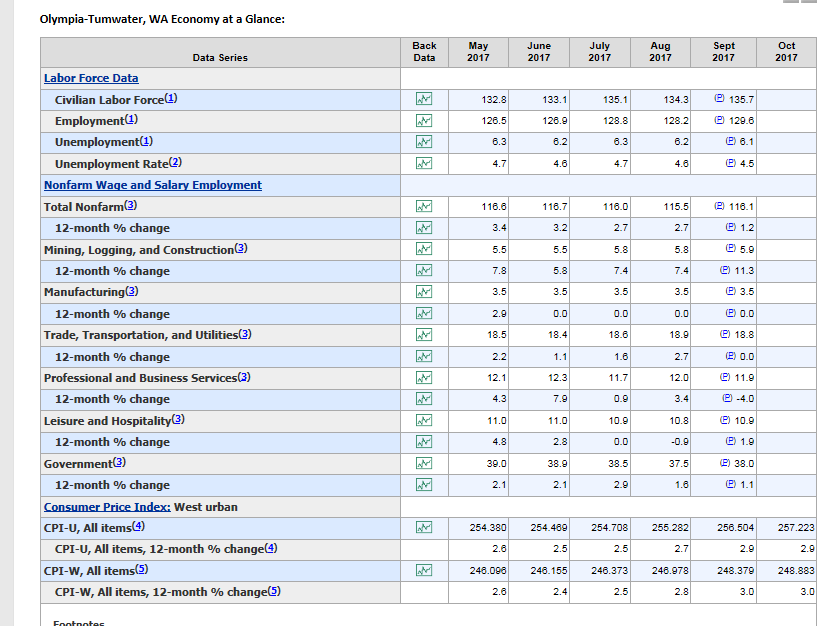 Olympia-Tumwater, WA Economy at a Glance:
Data Series Back Data May 2017 June 2017 July 2017 Aug 2017 Sept 2017 Oct 2017
Labor Force Data
Civilian Labor Force(1) 132.8 133.1 135.1 134.3 (P) 135.7
Employment(1) 126.5 126.9 128.8 128.2 (P) 129.6
Unemployment(1) 6.3 6.2 6.3 6.2 (P) 6.1
Unemployment Rate(2) 4.7 4.6 4.7 4.6 (P) 4.5
Nonfarm Wage and Salary Employment
Total Nonfarm(3) 116.6 116.7 116.0 115.5 (P) 116.1
12-month % change 3.4 3.2 2.7 2.7 (P) 1.2
Mining, Logging, and Construction(3) 5.5 5.5 5.8 5.8 (P) 5.9
12-month % change 7.8 5.8 7.4 7.4 (P) 11.3
Manufacturing(3) 3.5 3.5 3.5 3.5 (P) 3.5
12-month % change 2.9 0.0 0.0 0.0 (P) 0.0
Trade, Transportation, and Utilities(3) 18.5 18.4 18.6 18.9 (P) 18.8
12-month % change 2.2 1.1 1.6 2.7 (P) 0.0
Professional and Business Services(3) 12.1 12.3 11.7 12.0 (P) 11.9
12-month % change 4.3 7.9 0.9 3.4 (P) -4.0
Leisure and Hospitality(3) 11.0 11.0 10.9 10.8 (P) 10.9
12-month % change 4.8 2.8 0.0 -0.9 (P) 1.9
Government(3) 39.0 38.9 38.5 37.5 (P) 38.0
12-month % change 2.1 2.1 2.9 1.6 (P) 1.1
Consumer Price Index: West urban
CPI-U, All items(4) 254.380 254.469 254.708 255.282 256.504 257.223
CPI-U, All items, 12-month % change(4) 2.6 2.5 2.5 2.7 2.9 2.9
CPI-W, All items(5) 246.096 246.155 246.373 246.978 248.379 248.883
CPI-W, All items, 12-month % change(5) 2.6 2.4 2.5 2.8 3.0 3.0
Footnotes